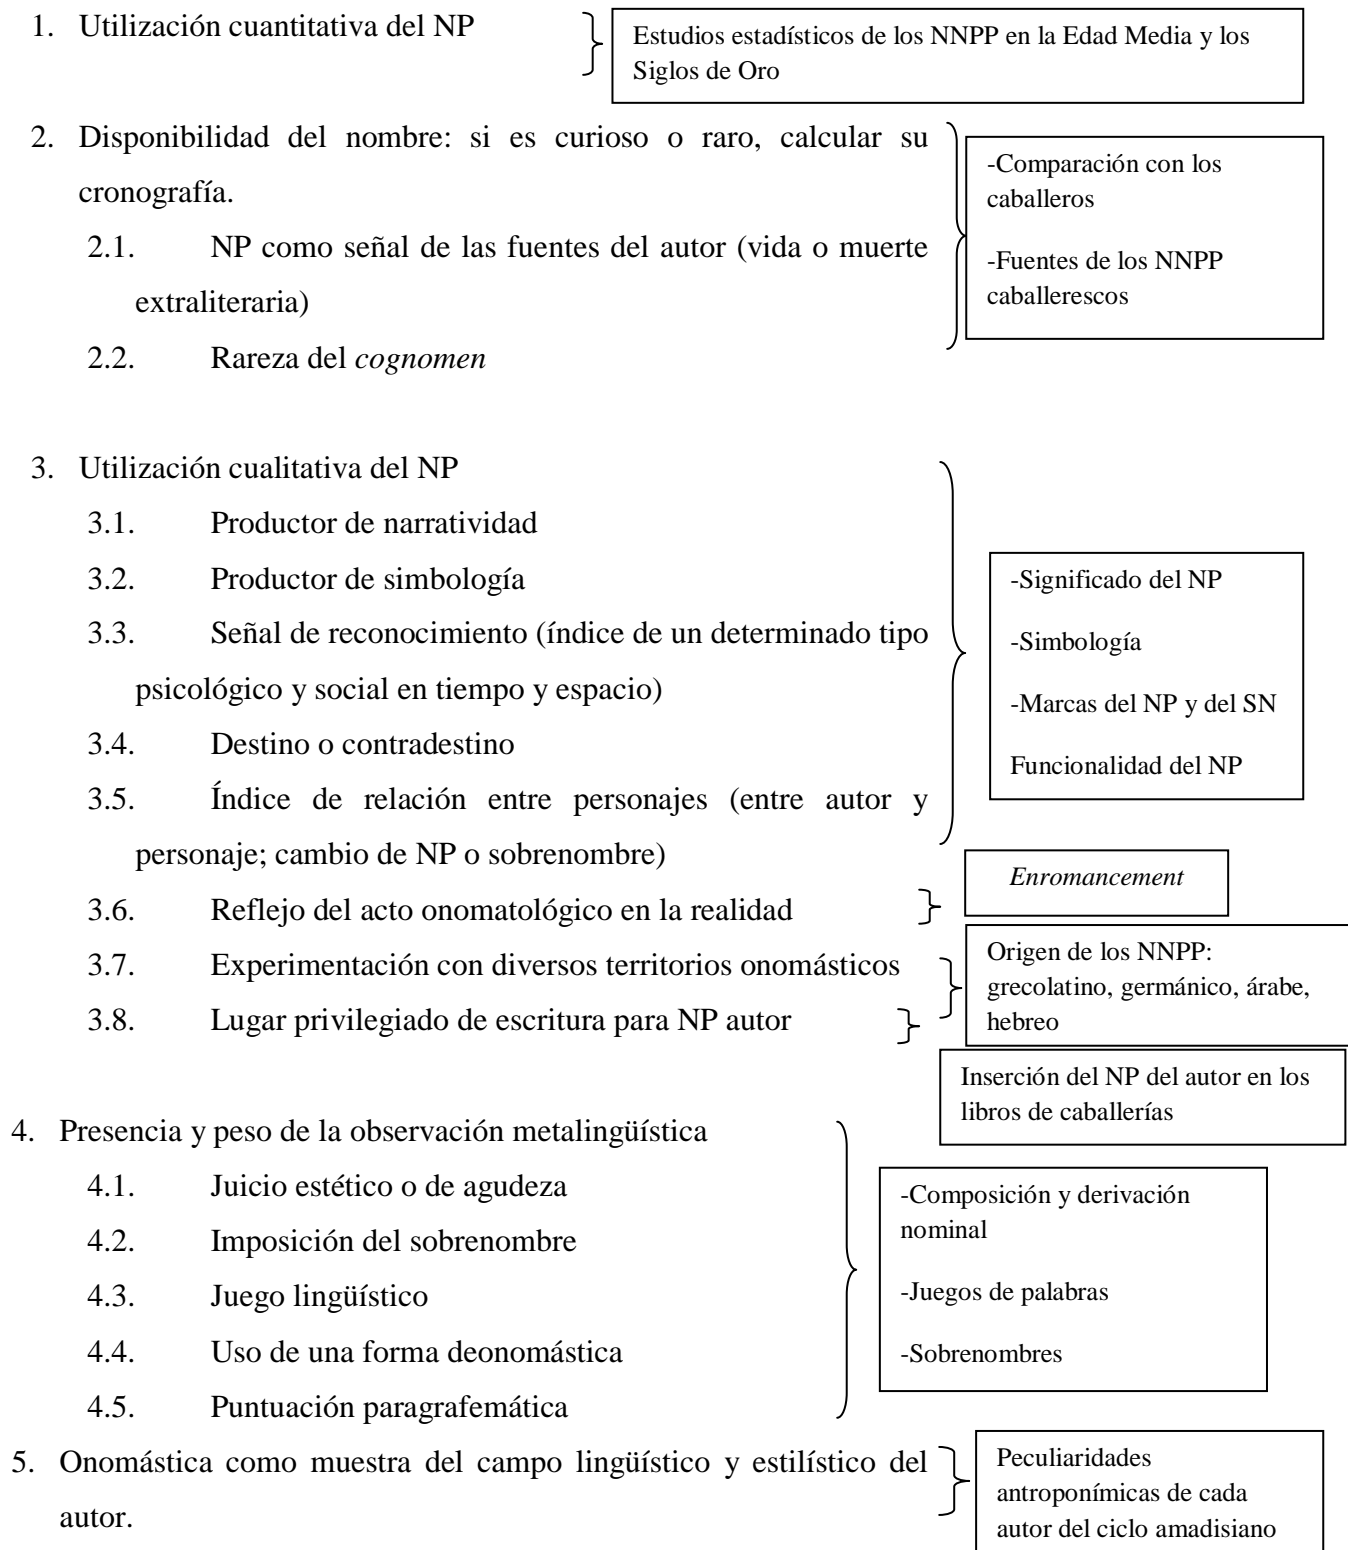 1. Utilización cuantitativa del NP
Estudios estadísticos de los NNPP en la Edad Media y los
Siglos de Oro
2. Disponibilidad del nombre: si es curioso o raro, calcular su
cronografía.
2.1. NP como señal de las fuentes del autor (vida o muerte
extraliteraria)
2.2. Rareza del cognomen
-Comparación con los
caballeros
-Fuentes de los NNPP
caballerescos
3. Utilización cualitativa del NP
3.1. Productor de narratividad
3.2. Productor de simbología
3.3. Señal de reconocimiento (índice de un determinado tipo
psicológico y social en tiempo y espacio)
3.4. Destino o contradestino
3.5. Índice de relación entre personajes (entre autor y
personaje; cambio de NP o sobrenombre)
-Significado del NP
-Simbología
-Marcas del NP y del SN
Funcionalidad del NP
3.6. Reflejo del acto onomatológico en la realidad
Enromancement
3.7. Experimentación con diversos territorios onomásticos
Origen de los NNPP:
grecolatino, germánico, árabe,
hebreo
3.8. Lugar privilegiado de escritura para NP autor
Inserción del NP del autor en los
libros de caballerías
4. Presencia y peso de la observación metalingüística
4.1. Juicio estético o de agudeza
4.2. Imposición del sobrenombre
4.3. Juego lingüístico
4.4. Uso de una forma deonomástica
4.5. Puntuación paragrafemática
-Composición y derivación
nominal
-Juegos de palabras
-Sobrenombres
5. Onomástica como muestra del campo lingüístico y estilístico del
autor.
Peculiaridades
antroponímicas de cada
autor del ciclo amadisiano